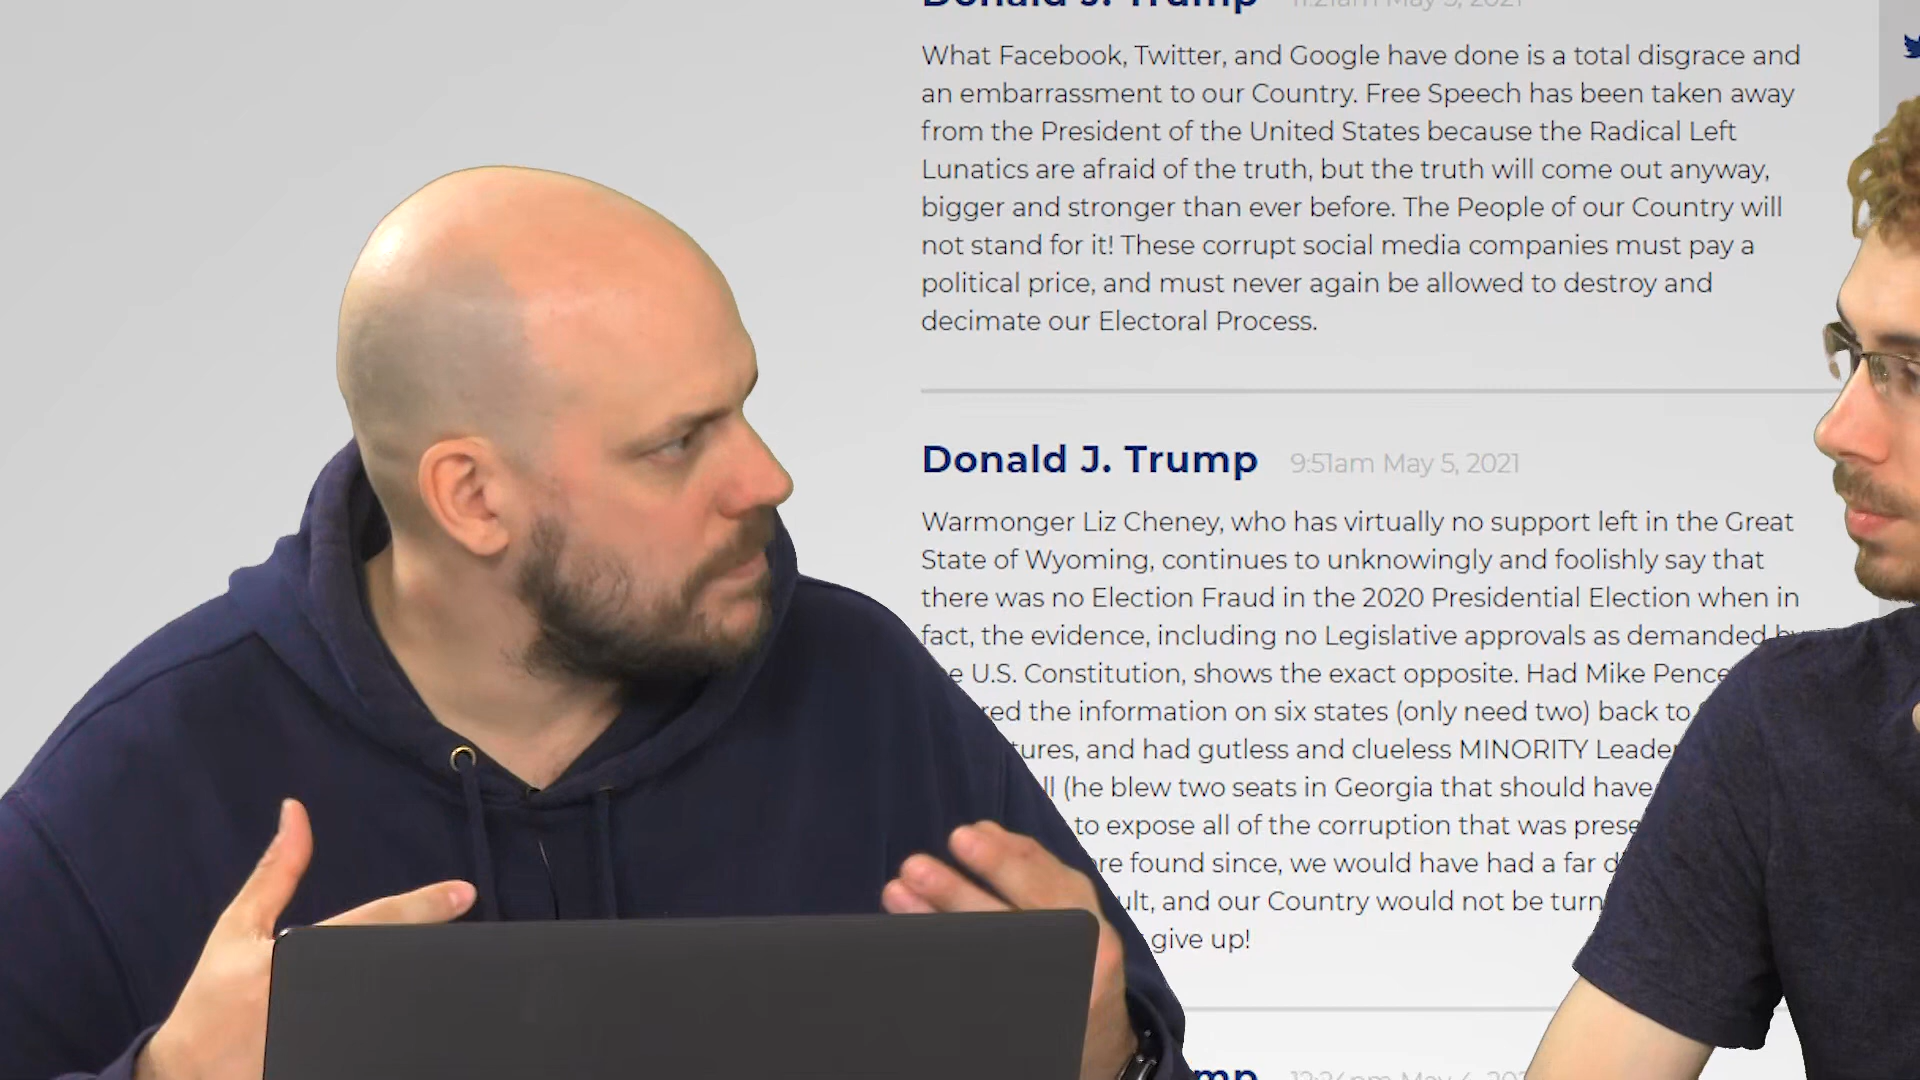 Donald J. Trump 11:21am May 5, 2021
What Facebook, Twitter, and Google have done is a total disgrace and
an embarrassment to our Country. Free Speech has been taken away
from the President of the United States because the Radical Left
Lunatics are afraid of the truth, but the truth will come out anyway,
bigger and stronger than ever before. The People of our Country will
not stand for it! These corrupt social media companies must pay a
political price, and must never again be allowed to destroy and
decimate our Electoral Process.
Donald J. Trump 9:51am May 5, 2021
Warmonger Liz Cheney, who has virtually no support left in the Great
State of Wyoming, continues to unknowingly and foolishly say that
there was no Election Fraud in the 2020 Presidential Election when in
fact, the evidence, including no Legislative approvals as demanded by
U.S. Constitution, shows the exact opposite. Had Mike Pence
the information on six states (only need two) back to
and had gutless and clueless MINORITY Leader
(he blew two seats in Georgia that should have
to expose all of the corruption that was
found since, we would have had a far
and our Country would not be
give up!
May 4,